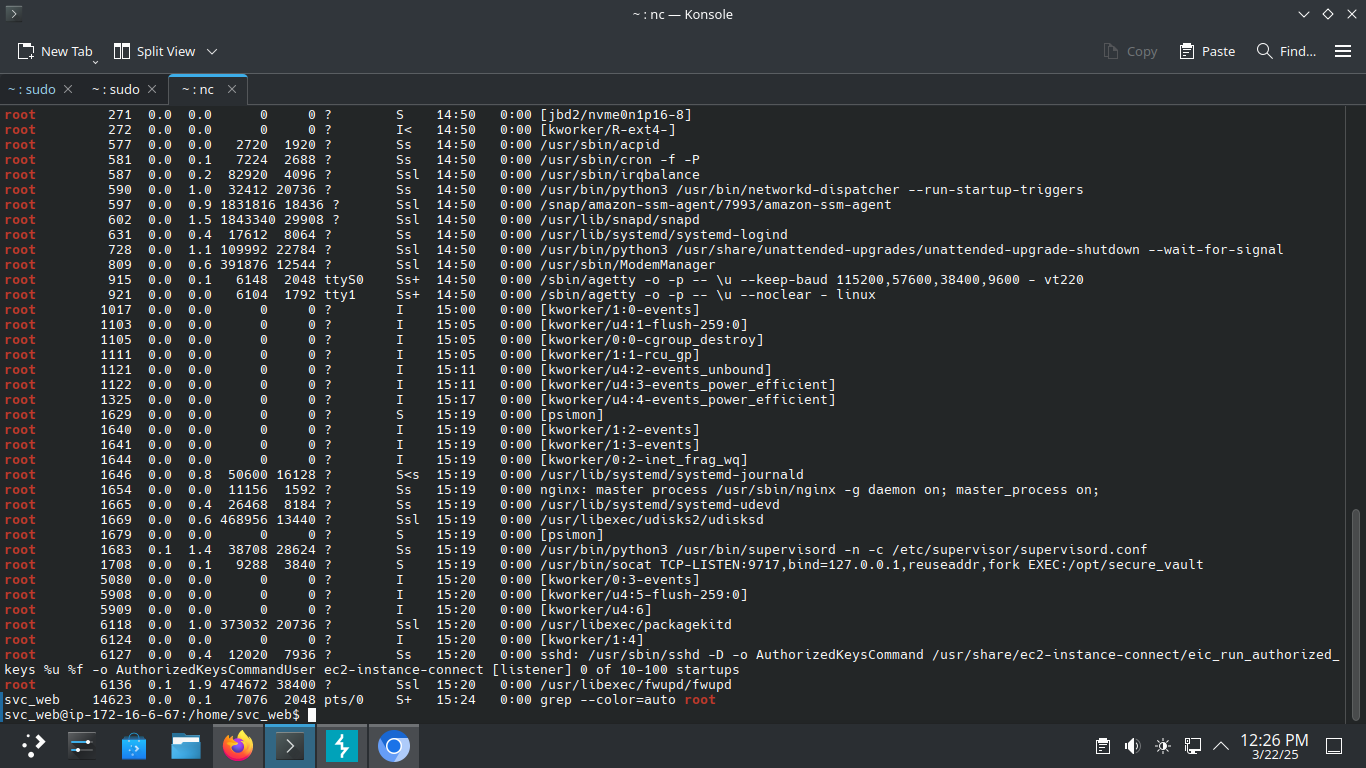 ~ : nc — Konsole
New Tab Split View Copy Paste Find...
~ : sudo ~ : sudo ~ : nc
root 271 0.0 0.0 0 0 ? S 14:50 0:00 [jbd2/nvme0n1p16-8]
root 272 0.0 0.0 0 0 ? I< 14:50 0:00 [kworker/R-ext4-]
root 577 0.0 0.0 2720 1920 ? Ss 14:50 0:00 /usr/sbin/acpid
root 581 0.0 0.1 7224 2688 ? Ss 14:50 0:00 /usr/sbin/cron -f -P
root 587 0.0 0.2 82920 4096 ? Ssl 14:50 0:00 /usr/sbin/irqbalance
root 590 0.0 1.0 32412 20736 ? Ss 14:50 0:00 /usr/bin/python3 /usr/bin/networkd-dispatcher --run-startup-triggers
root 597 0.0 0.9 1831816 18436 ? Ssl 14:50 0:00 /snap/amazon-ssm-agent/7993/amazon-ssm-agent
root 602 0.0 1.5 1843340 29908 ? Ssl 14:50 0:00 /usr/lib/snapd/snapd
root 631 0.0 0.4 17612 8064 ? Ss 14:50 0:00 /usr/lib/systemd/systemd-logind
root 728 0.0 1.1 109992 22784 ? Ssl 14:50 0:00 /usr/bin/python3 /usr/share/unattended-upgrades/unattended-upgrade-shutdown --wait-for-signal
root 809 0.0 0.6 391876 12544 ? Ssl 14:50 0:00 /usr/sbin/ModemManager
root 915 0.0 0.1 6148 2048 ttyS0 Ss+ 14:50 0:00 /sbin/agetty -o -p -- \u --keep-baud 115200,57600,38400,9600 - vt220
root 921 0.0 0.0 6104 1792 tty1 Ss+ 14:50 0:00 /sbin/agetty -o -p -- \u --noclear - linux
root 1017 0.0 0.0 0 0 ? I 15:00 0:00 [kworker/1:0-events]
root 1103 0.0 0.0 0 0 ? I 15:05 0:00 [kworker/u4:1-flush-259:0]
root 1105 0.0 0.0 0 0 ? I 15:05 0:00 [kworker/0:0-cgroup_destroy]
root 1111 0.0 0.0 0 0 ? I 15:05 0:00 [kworker/1:1-rcu_gp]
root 1121 0.0 0.0 0 0 ? I 15:11 0:00 [kworker/u4:2-events_unbound]
root 1122 0.0 0.0 0 0 ? I 15:11 0:00 [kworker/u4:3-events_power_efficient]
root 1325 0.0 0.0 0 0 ? I 15:17 0:00 [kworker/u4:4-events_power_efficient]
root 1629 0.0 0.0 0 0 ? S 15:19 0:00 [psimon]
root 1640 0.0 0.0 0 0 ? I 15:19 0:00 [kworker/1:2-events]
root 1641 0.0 0.0 0 0 ? I 15:19 0:00 [kworker/1:3-events]
root 1644 0.0 0.0 0 0 ? I 15:19 0:00 [kworker/0:2-inet_frag_wq]
root 1646 0.0 0.8 50600 16128 ? S<s 15:19 0:00 /usr/lib/systemd/systemd-journald
root 1654 0.0 0.0 11156 1592 ? Ss 15:19 0:00 nginx: master process /usr/sbin/nginx -g daemon on; master_process on;
root 1665 0.0 0.4 26468 8184 ? Ss 15:19 0:00 /usr/lib/systemd/systemd-udevd
root 1669 0.0 0.6 468956 13440 ? Ssl 15:19 0:00 /usr/libexec/udisks2/udisksd
root 1679 0.0 0.0 0 0 ? S 15:19 0:00 [psimon]
root 1683 0.1 1.4 38708 28624 ? Ss 15:19 0:00 /usr/bin/python3 /usr/bin/supervisord -n -c /etc/supervisor/supervisord.conf
root 1708 0.0 0.1 9288 3840 ? S 15:19 0:00 /usr/bin/socat TCP-LISTEN:9717,bind=127.0.0.1,reuseaddr,fork EXEC:/opt/secure_vault
root 5080 0.0 0.0 0 0 ? I 15:20 0:00 [kworker/0:3-events]
root 5908 0.0 0.0 0 0 ? I 15:20 0:00 [kworker/u4:5-flush-259:0]
root 5909 0.0 0.0 0 0 ? I 15:20 0:00 [kworker/u4:6]
root 6118 0.0 1.0 373032 20736 ? Ssl 15:20 0:00 /usr/libexec/packagekitd
root 6124 0.0 0.0 0 0 ? I 15:20 0:00 [kworker/1:4]
root 6127 0.0 0.4 12020 7936 ? Ss 15:20 0:00 sshd: /usr/sbin/sshd -D -o AuthorizedKeysCommand /usr/share/ec2-instance-connect/eic_run_authorized_
keys %u %f -o AuthorizedKeysCommandUser ec2-instance-connect [listener] 0 of 10-100 startups
root 6136 0.1 1.9 474672 38400 ? Ssl 15:20 0:00 /usr/libexec/fwupd/fwupd
svc_web 14623 0.0 0.1 7076 2048 pts/0 S+ 15:24 0:00 grep --color=auto root
svc_web@ip-172-16-6-67:/home/svc_web$
12:26 PM
3/22/25